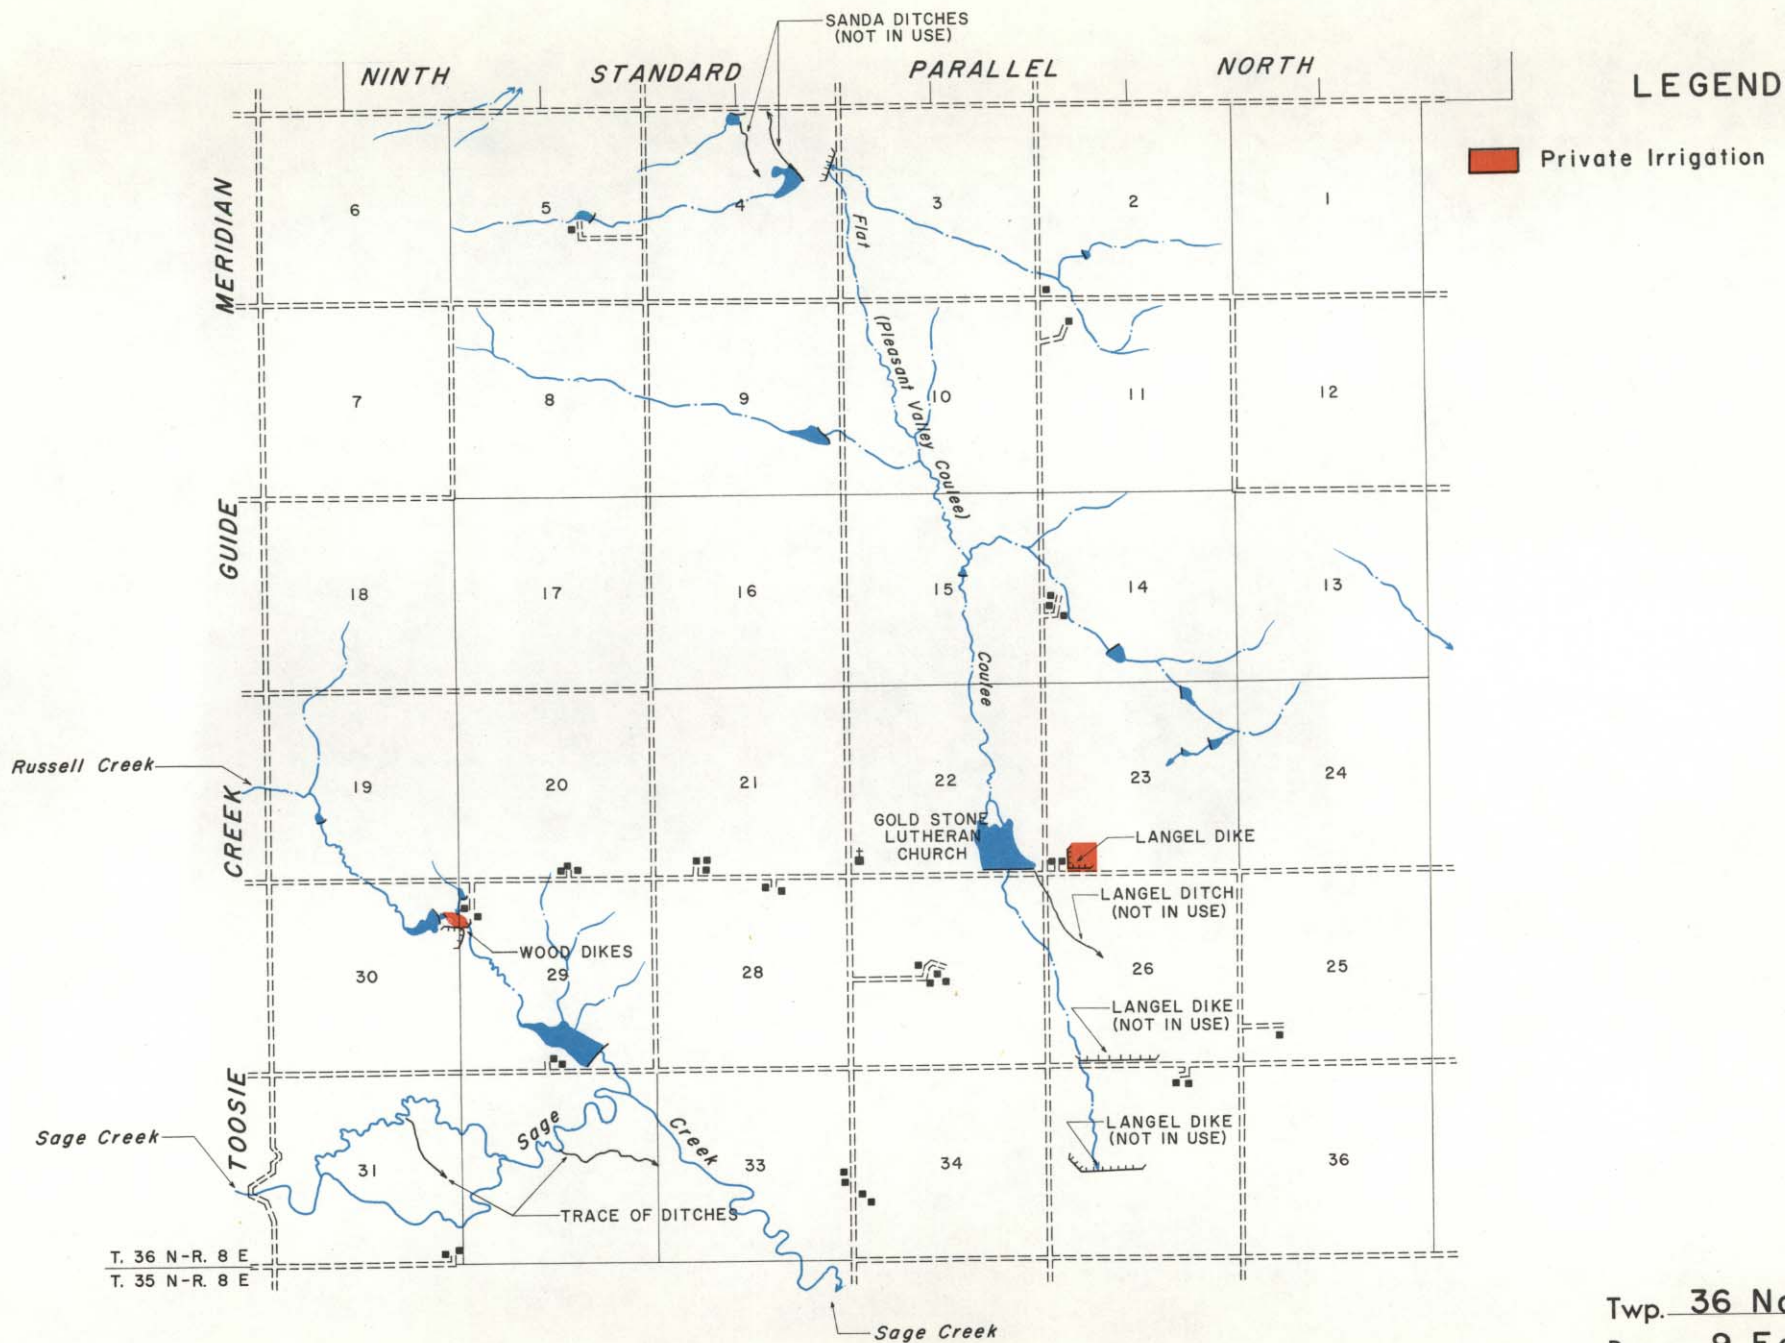 SANDA DITCHES
(NOT IN USE)
NINTH STANDARD PARALLEL NORTH
LEGEND
Private Irrigation
MERIDIAN
6 5 4 3 2 1
Flat
(Pleasant Valley Coulee)
7 8 9 10 11 12
GUIDE
18 17 16 15 14 13
Coulee
Russell Creek
CREEK
19 20 21 22 23 24
GOLD STONE
LUTHERAN
CHURCH
LANGEL DIKE
LANGEL DITCH
(NOT IN USE)
WOOD DIKES
30 29 28 26 25
LANGEL DIKE
(NOT IN USE)
TOOSIE
Sage Creek
Sage Creek
LANGEL DIKE
(NOT IN USE)
31 33 34 36
TRACE OF DITCHES
T. 36 N-R. 8 E
T. 35 N-R. 8 E
Sage Creek
Twp. 36 No